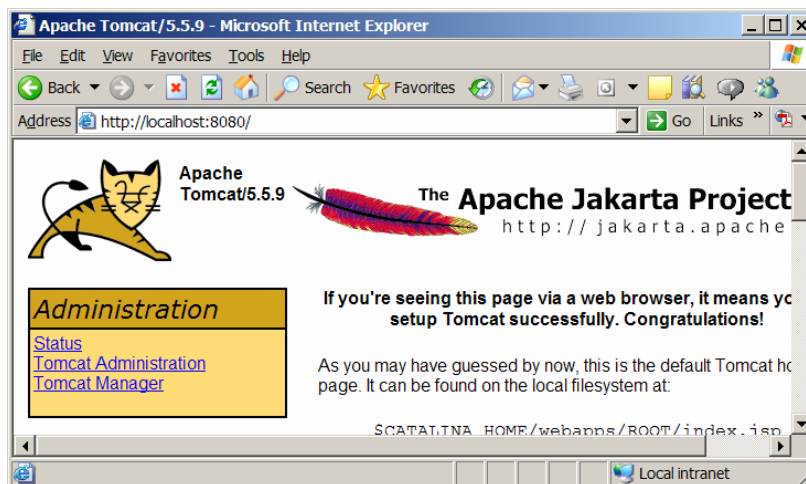 Apache Tomcat/5.5.9 - Microsoft Internet Explorer
File Edit View Favorites Tools Help
Back Search Favorites
Address http://localhost:8080/ Go Links »
Apache
Tomcat/5.5.9
The Apache Jakarta Project
http://jakarta.apache
Administration
Status
Tomcat Administration
Tomcat Manager
If you're seeing this page via a web browser, it means yo
setup Tomcat successfully. Congratulations!
As you may have guessed by now, this is the default Tomcat ho
page. It can be found on the local filesystem at:
$CATALINA_HOME/webapps/ROOT/index.jsp
Local intranet